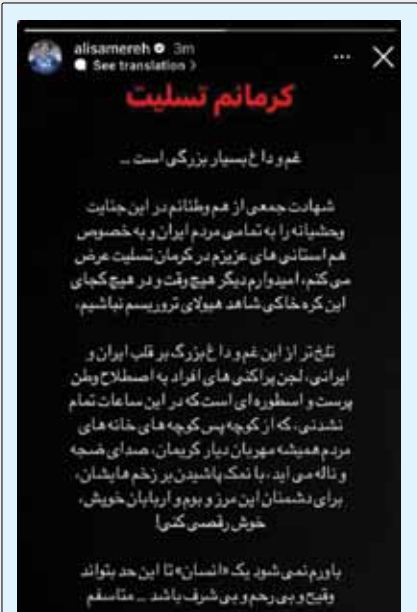 alisamereh 3m
See translation >
کرمانم تسلیت
غم و داغ بسیار بزرگی است ...
شهادت جمعی از هم وطنانم در این جنایت
وحشیانه را به تمامی مردم ایران و به خصوص
هم استانی های عزیزم در کرمان تسلیت عرض
می کنم، امیدوارم دیگر هیچ وقت و در هیچ کجای
این کره خاکی شاهد هیولای تروریسم نباشیم،
تلخ تر از این غم و داغ بزرگ بر قلب ایران و
ایرانی، لجن پراکنی های افراد به اصطلاح وطن
پرست و اسطوره ای است که در این ساعات تمام
نشدنی، که از کوچه پس کوچه های خانه های
مردم همیشه مهربان دیار کریمان، صدای ضجه
و ناله می آید، با نمک پاشیدن بر زخم هایشان،
برای دشمنان این مرز و بوم و اربابان خویش،
خوش رقصی کنی!
باورم نمی شود یک «انسان» تا این حد بتواند
وقیح و بی رحم و بی شرف باشد ... متاسفم